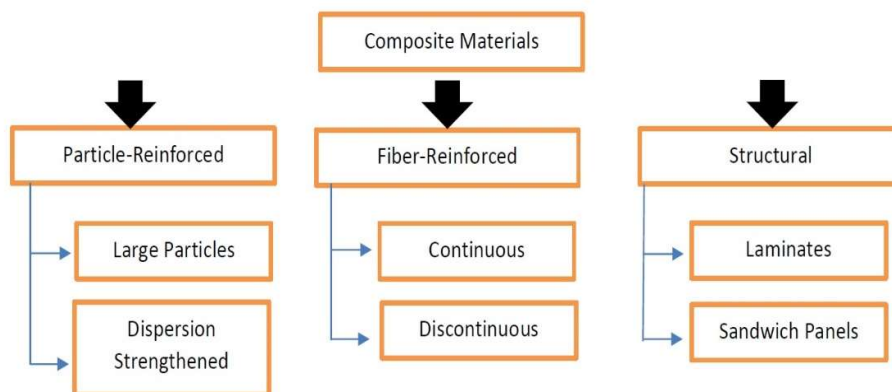 Composite Materials
Particle-Reinforced
Large Particles
Dispersion
Strengthened
Fiber-Reinforced
Continuous
Discontinuous
Structural
Laminates
Sandwich Panels